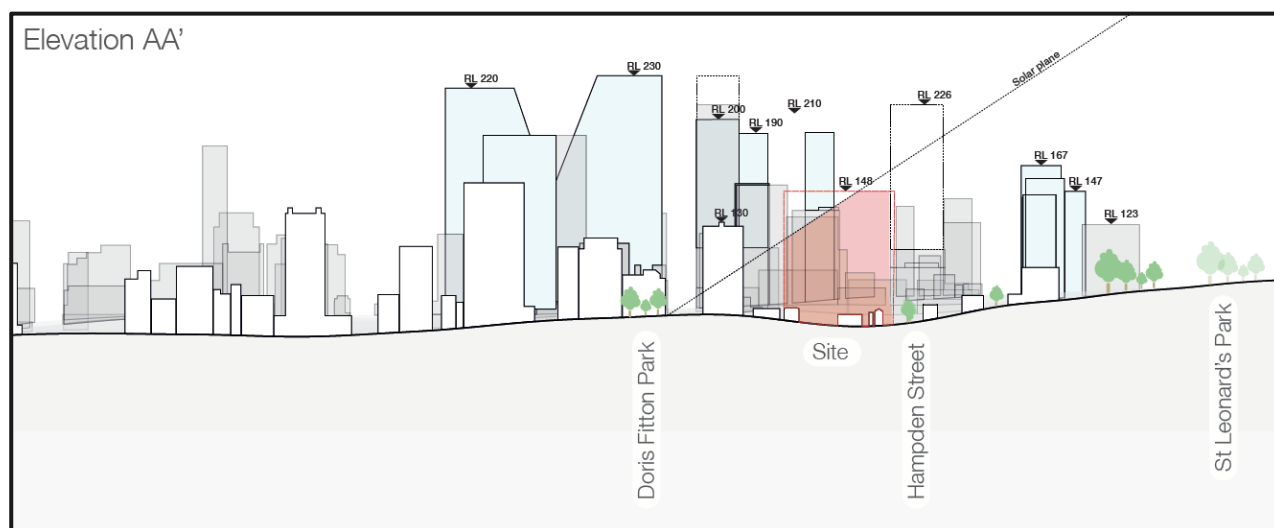 Elevation AA'
Solar plane
RL 220
RL 230
RL 200
RL 190
RL 210
RL 226
RL 148
RL 130
RL 167
RL 147
RL 123
Site
Doris Fitton Park
Hampden Street
St Leonard's Park